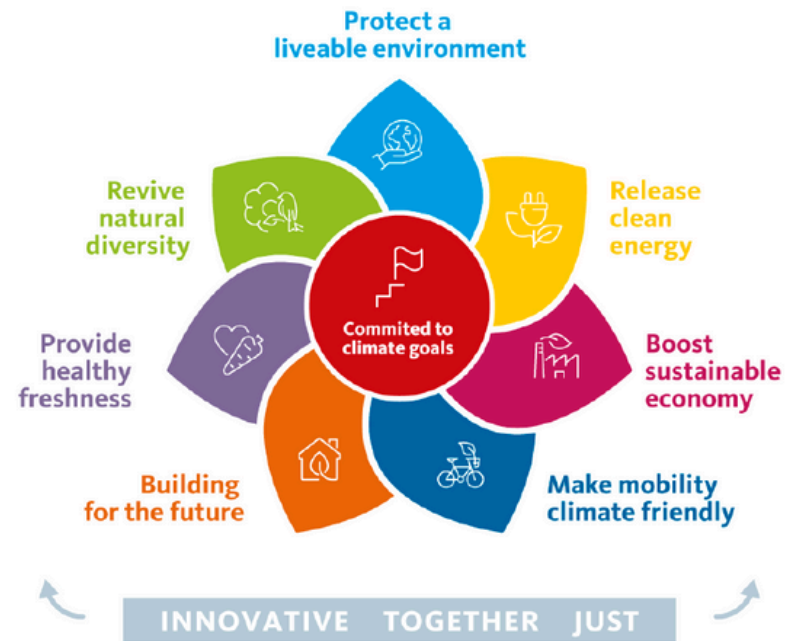 Protect a
liveable environment
Release
clean
energy
Boost
sustainable
economy
Make mobility
climate friendly
Building
for the future
Provide
healthy
freshness
Revive
natural
diversity
Commited to
climate goals
INNOVATIVE TOGETHER JUST